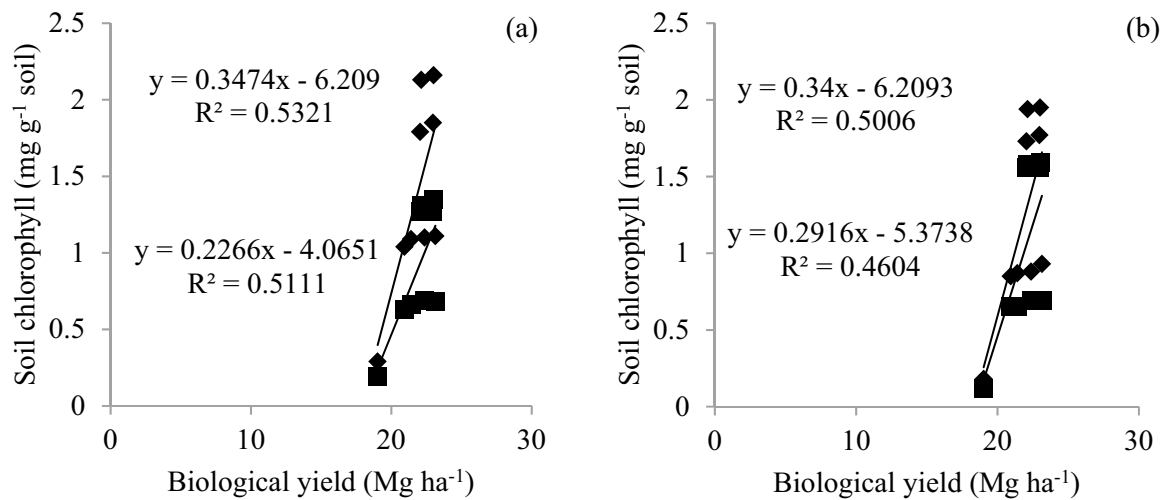 (a)
2.5
2
1.5
1
0.5
0
0
10
20
30
Soil chlorophyll (mg g⁻¹ soil)
Biological yield (Mg ha⁻¹)
y = 0.3474x - 6.209
R² = 0.5321
y = 0.2266x - 4.0651
R² = 0.5111
(b)
2.5
2
1.5
1
0.5
0
0
10
20
30
Soil chlorophyll (mg g⁻¹ soil)
Biological yield (Mg ha⁻¹)
y = 0.34x - 6.2093
R² = 0.5006
y = 0.2916x - 5.3738
R² = 0.4604